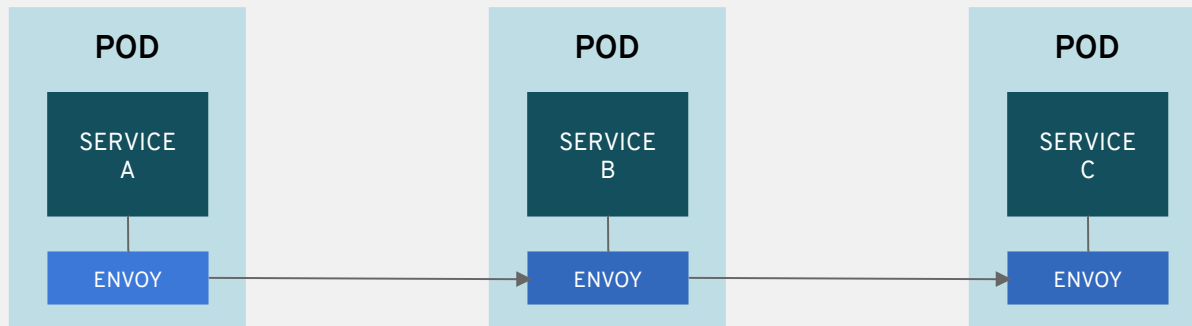 POD
SERVICE
A
ENVOY
POD
SERVICE
B
ENVOY
POD
SERVICE
C
ENVOY